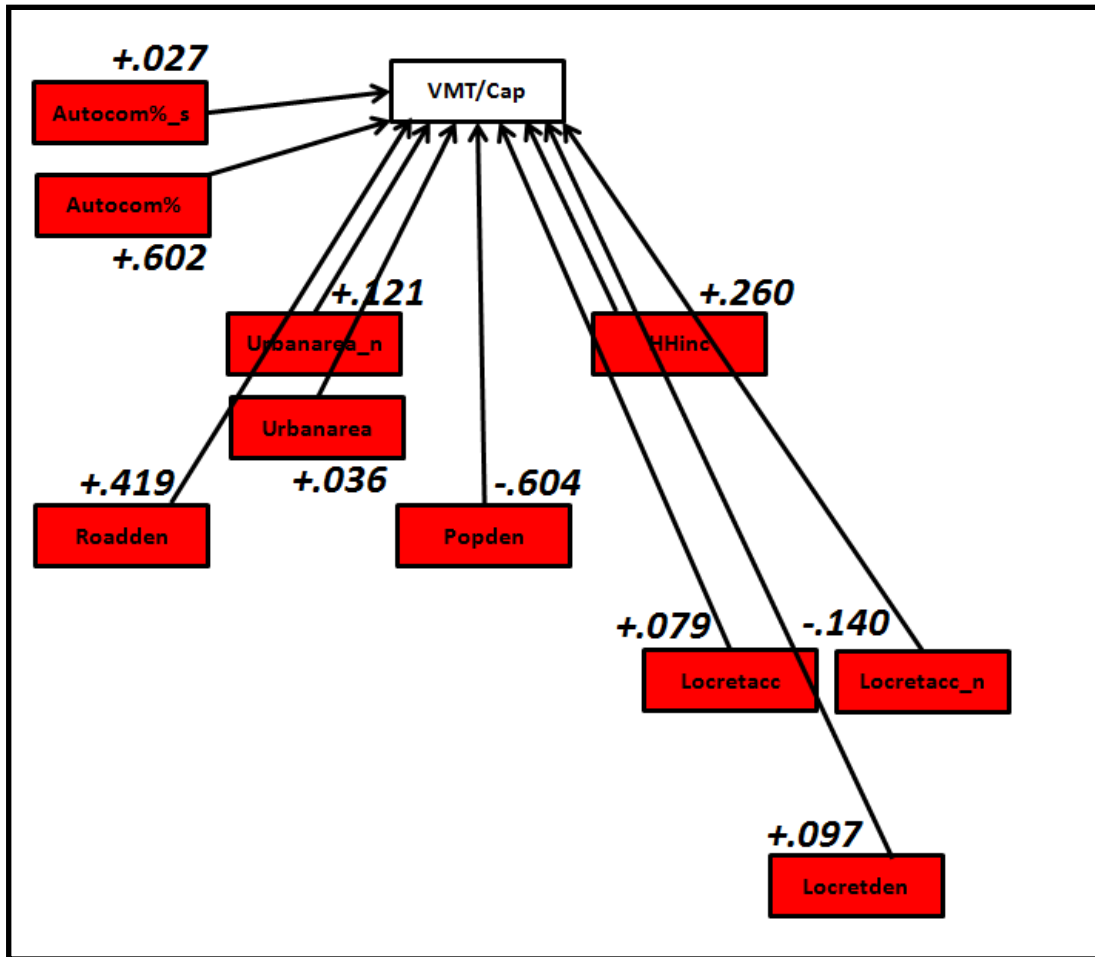 +.027
VMT/Cap
Autocom%_s
Autocom%
+.602
+.121
+.260
Urbanarea_n
HHinc
Urbanarea
+.036
+.419
-.604
Roadden
Popden
+.079
-.140
Locretacc
Locretacc_n
+.097
Locretden